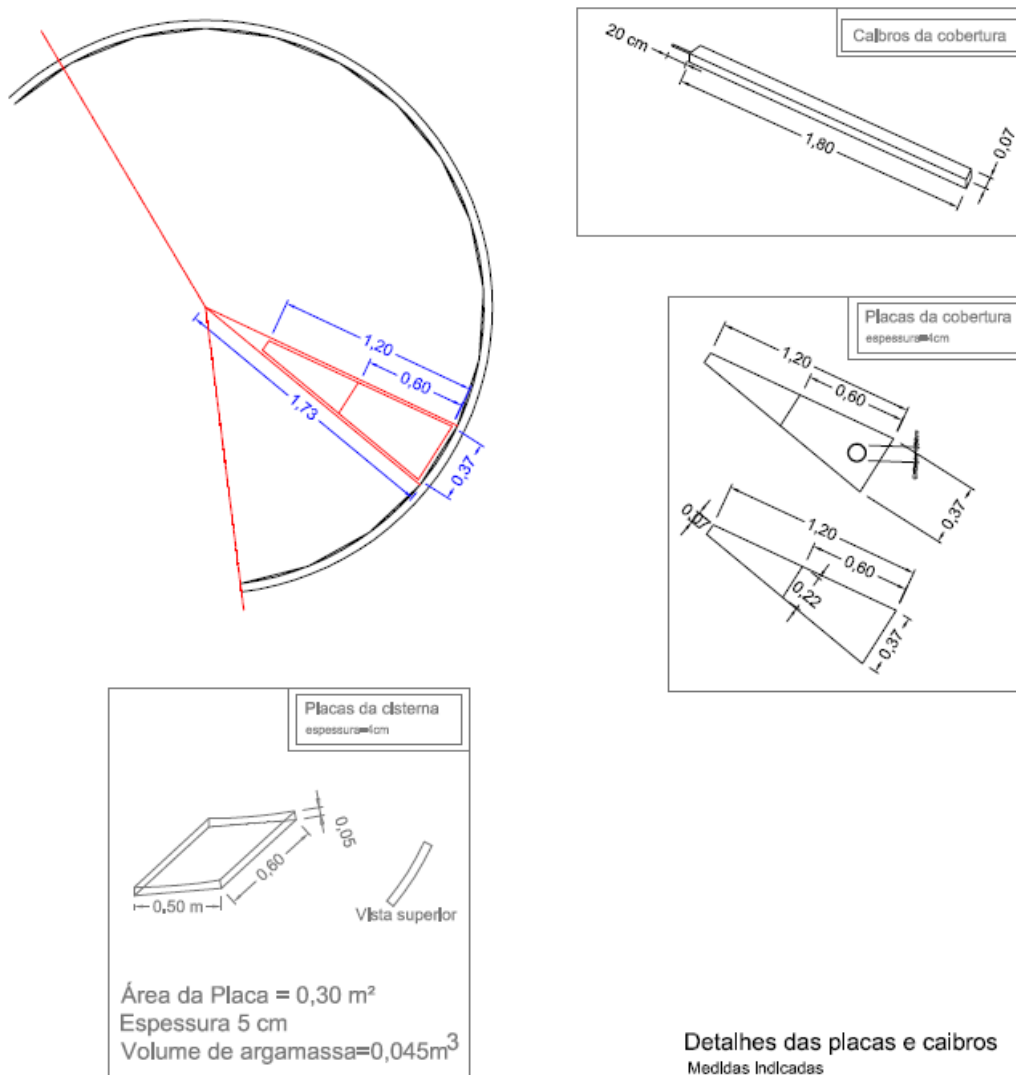 1,20
0,60
1,73
0,37
Caibros da cobertura
20 cm
1,80
0,07
Placas da cobertura
espessura=4cm
1,20
0,60
0,37
0,07
1,20
0,60
0,22
0,37
Placas da cisterna
espessura=4cm
0,05
0,60
0,50 m
Vista superior
Área da Placa = 0,30 m²
Espessura 5 cm
Volume de argamassa=0,045m³
Detalhes das placas e caibros
Medidas Indicadas